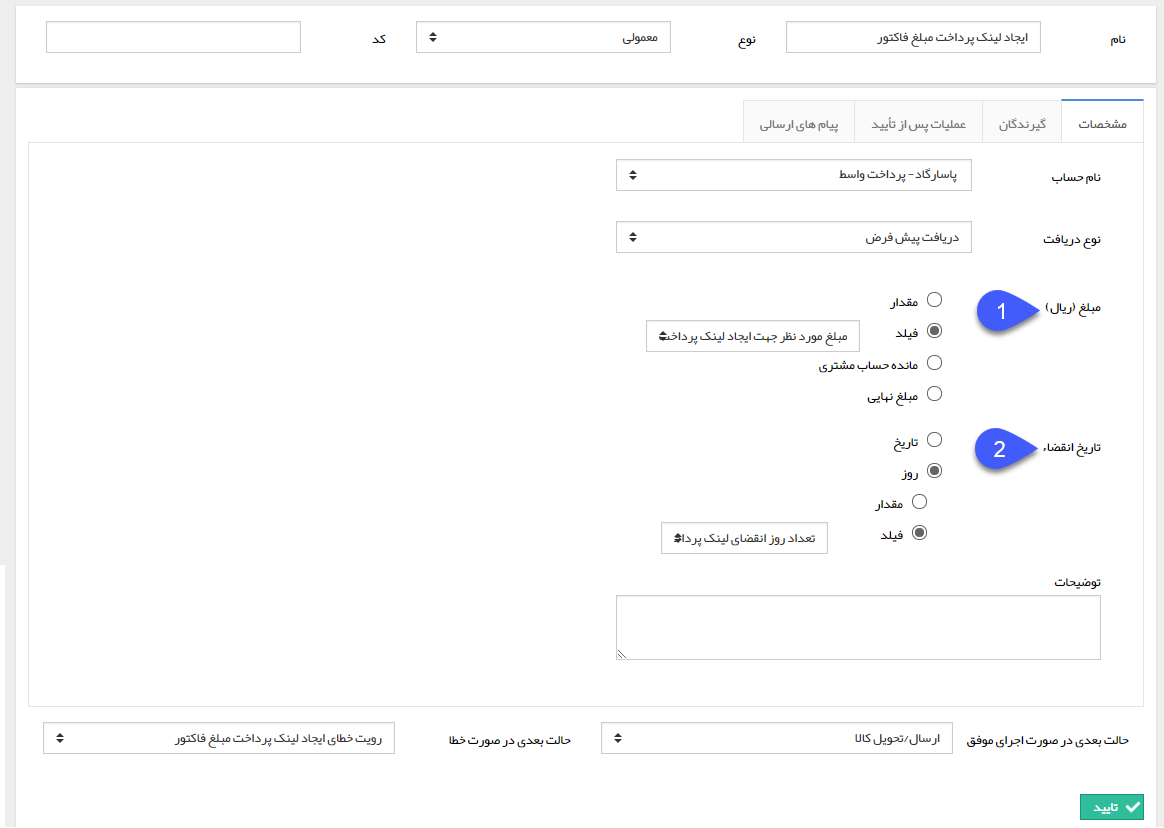 نام ایجاد لینک پرداخت مبلغ فاکتور نوع معمولی کد
مشخصات گیرندگان عملیات پس از تأیید پیام های ارسالی
نام حساب پاسارگاد- پرداخت واسط
نوع دریافت دریافت پیش فرض
مبلغ (ریال) 1
مقدار
فیلد مبلغ مورد نظر جهت ایجاد لینک پرداخت
مانده حساب مشتری
مبلغ نهایی
تاریخ انقضاء 2
تاریخ
روز
مقدار
فیلد تعداد روز انقضای لینک پردا
توضیحات
حالت بعدی در صورت اجرای موفق ارسال/تحویل کالا حالت بعدی در صورت خطا رویت خطای ایجاد لینک پرداخت مبلغ فاکتور
تایید